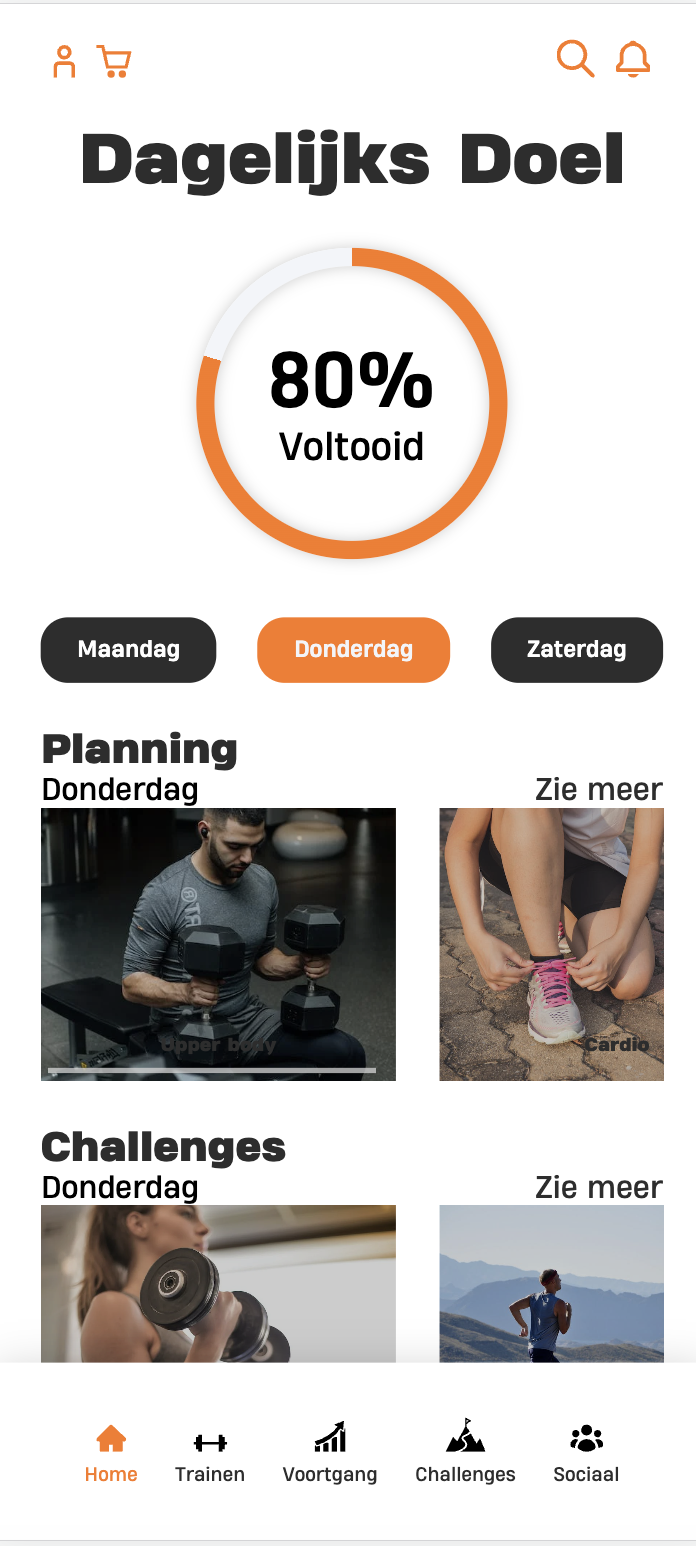 Dagelijks Doel
80%
Voltooid
Maandag Donderdag Zaterdag
Planning
Donderdag Zie meer
Upper body Cardio
Challenges
Donderdag Zie meer
Home Trainen Voortgang Challenges Sociaal